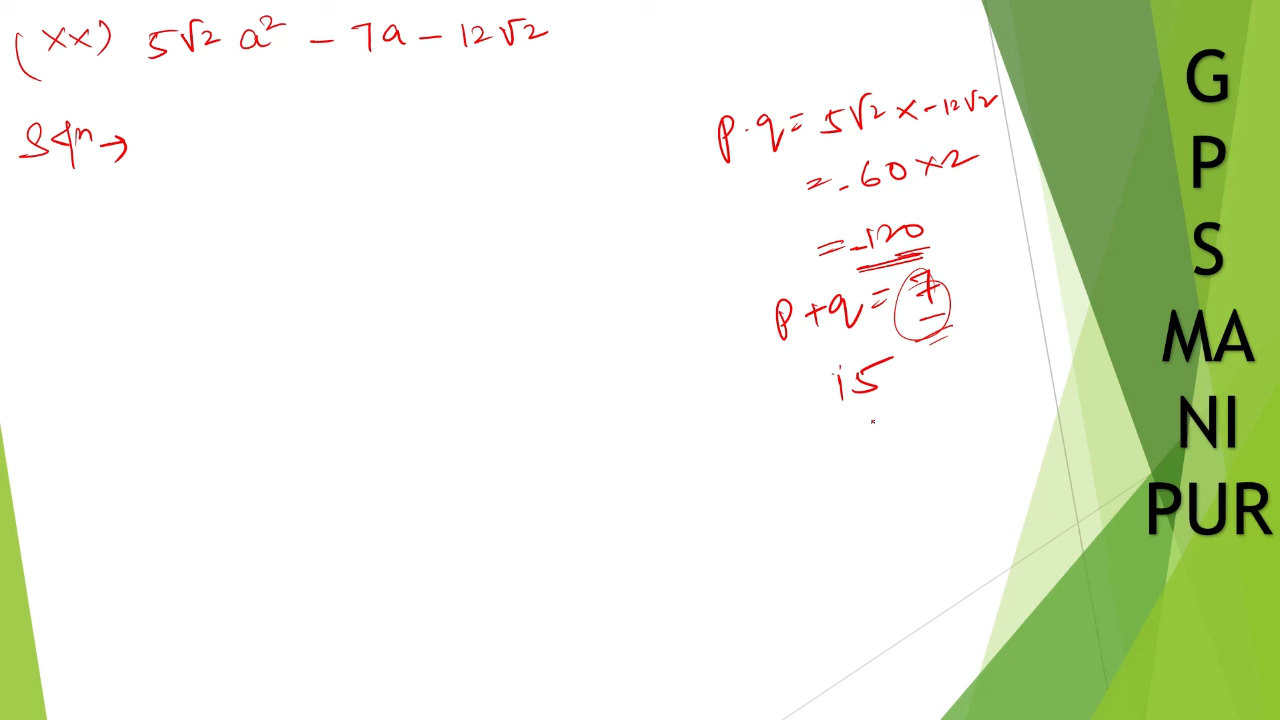 (xx) 5√2 a² - 7a - 12√2
Solⁿ →
p·q = 5√2 × -12√2
= -60 × 2
= -120
p + q = 7
15
G
P
S
MA
NI
PUR